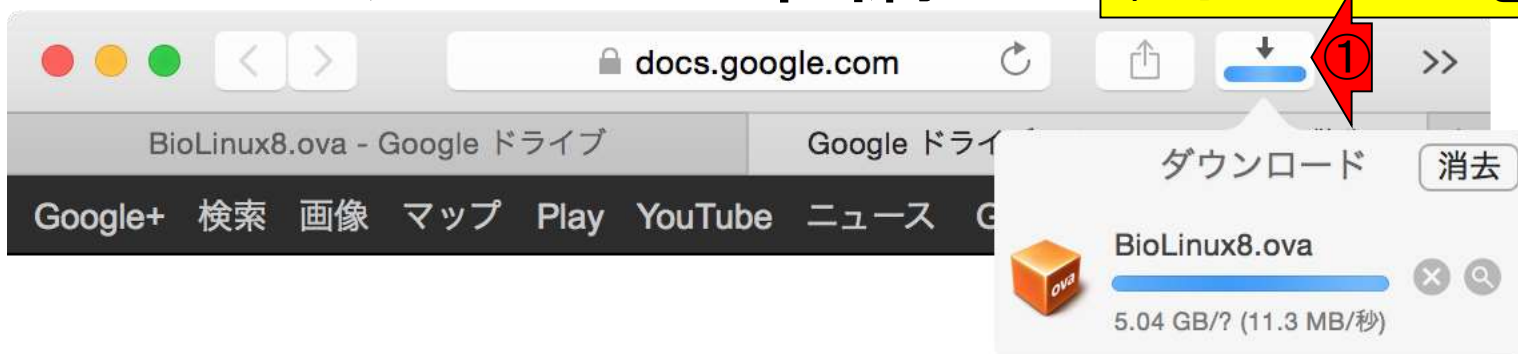 docs.google.com
①
>>
BioLinux8.ova - Google ドライブ
Google ドライ
ダウンロード
消去
Google+ 検索 画像 マップ Play YouTube ニュース G
BioLinux8.ova
ova
5.04 GB/? (11.3 MB/秒)